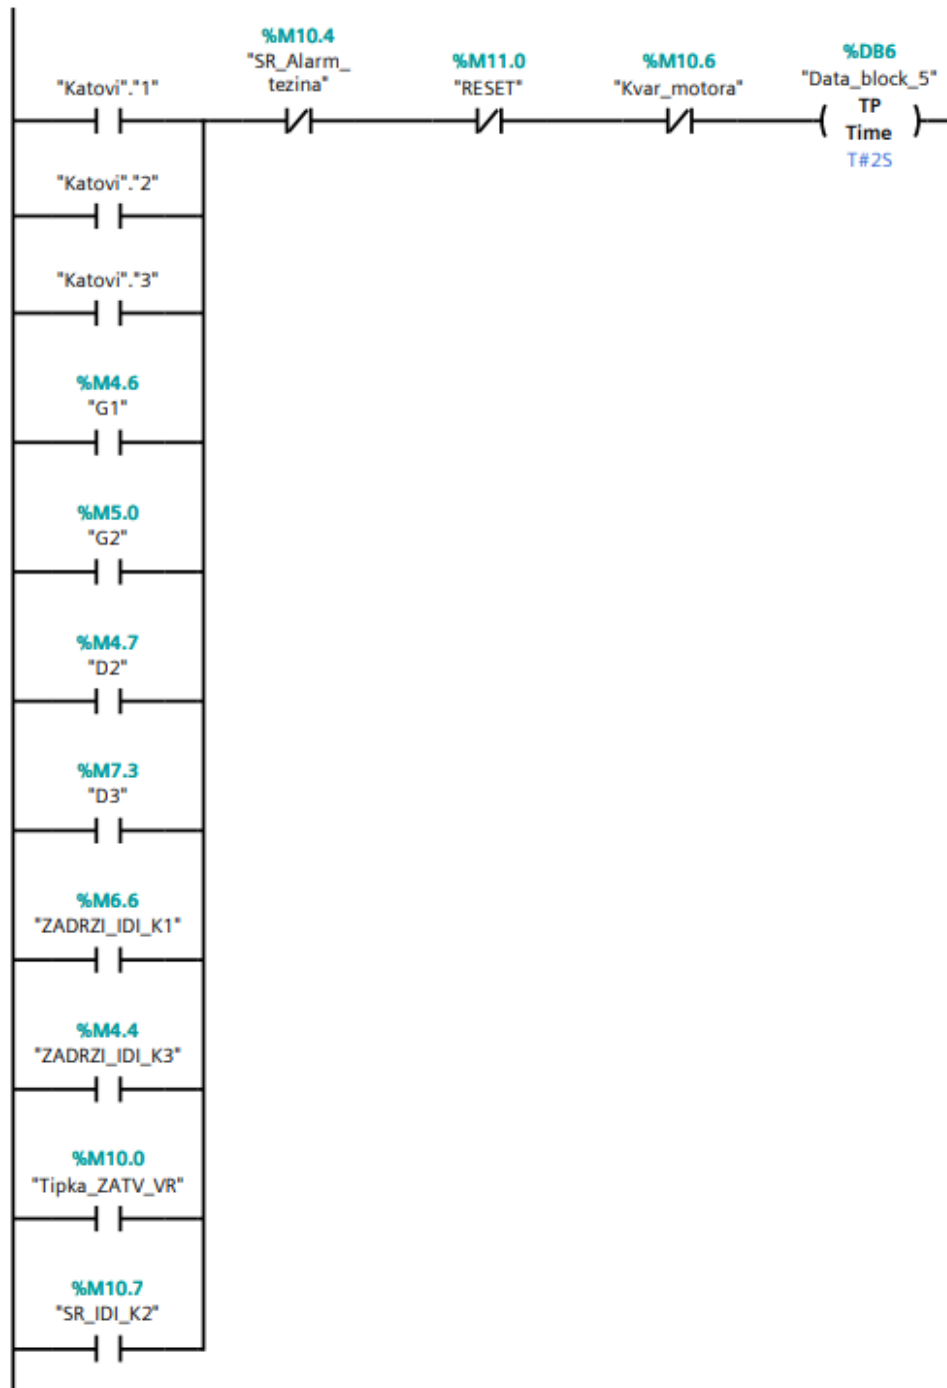 %M10.4
"SR_Alarm_
tezina"
%M11.0
"RESET"
%M10.6
"Kvar_motora"
%DB6
"Data_block_5"
TP
Time
T#2S
"Katovi"."1"
"Katovi"."2"
"Katovi"."3"
%M4.6
"G1"
%M5.0
"G2"
%M4.7
"D2"
%M7.3
"D3"
%M6.6
"ZADRZI_IDI_K1"
%M4.4
"ZADRZI_IDI_K3"
%M10.0
"Tipka_ZATV_VR"
%M10.7
"SR_IDI_K2"